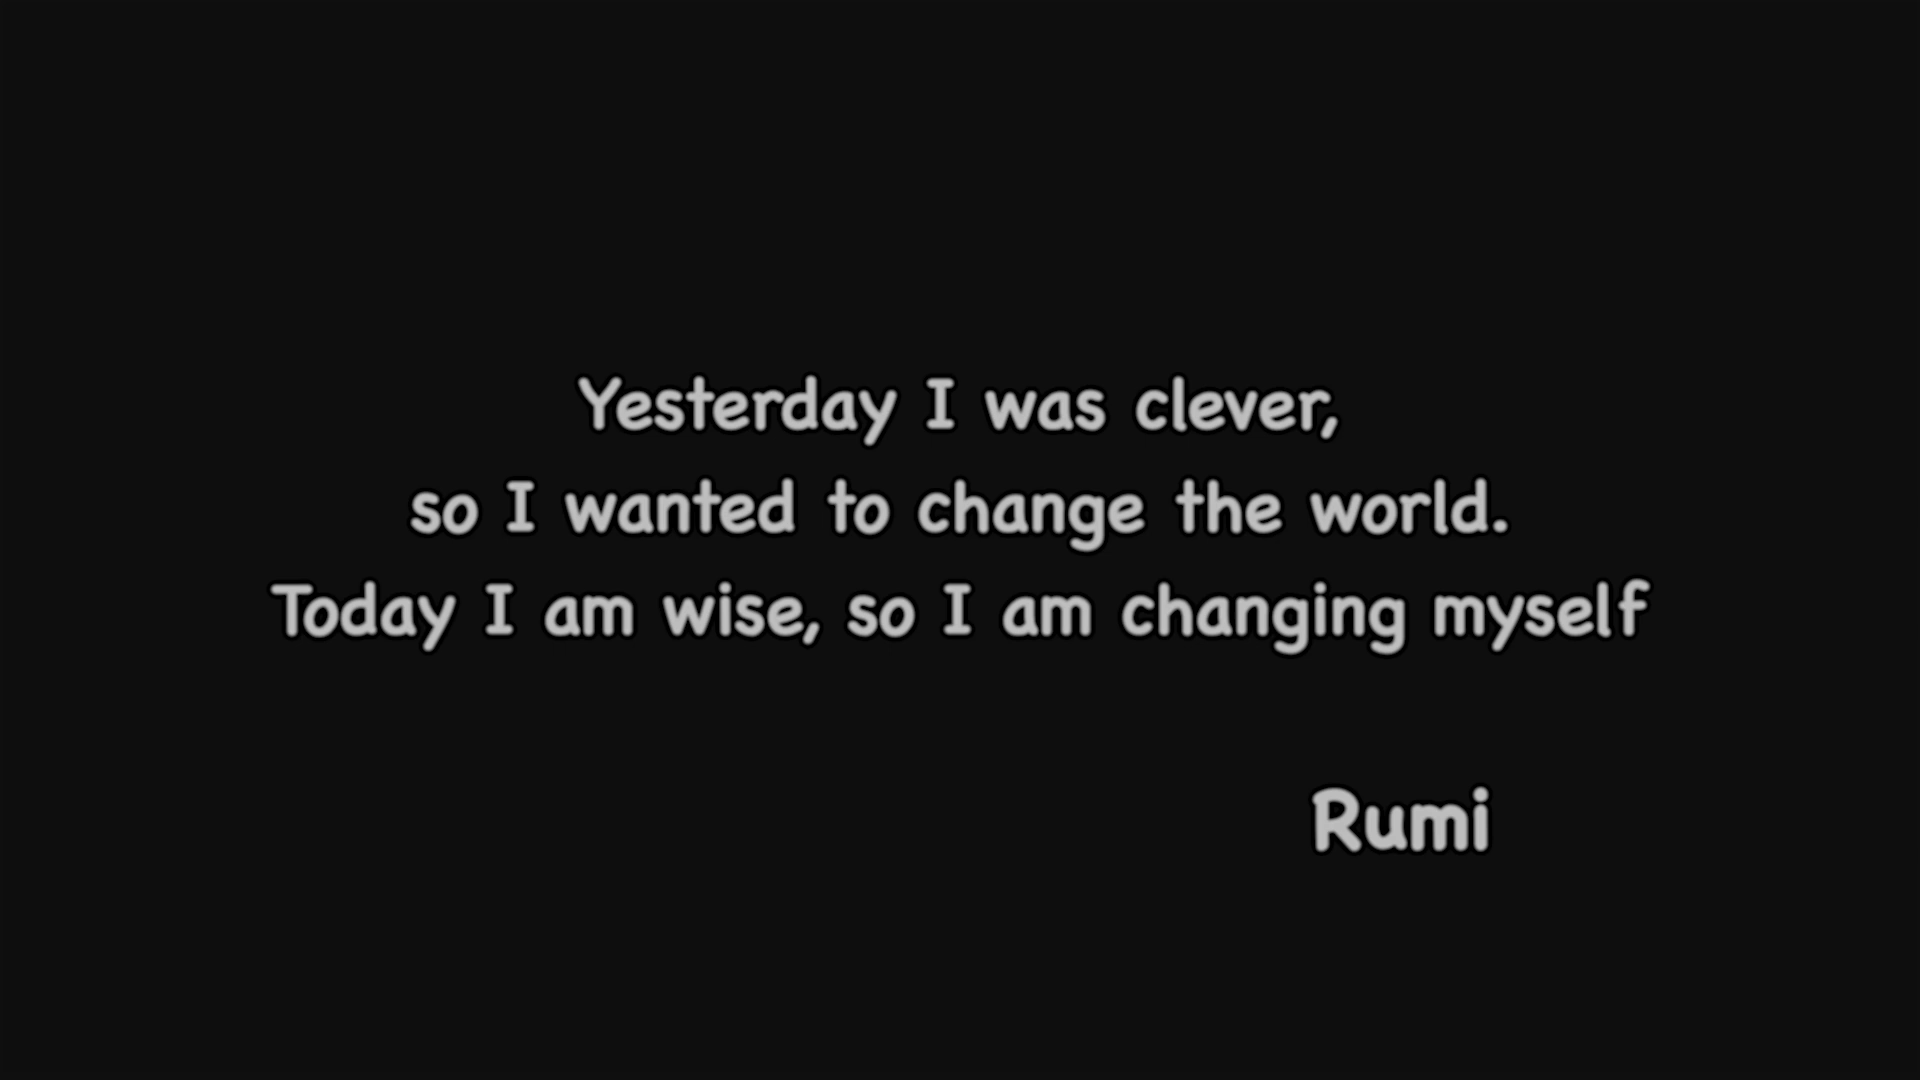 Yesterday I was clever,
so I wanted to change the world.
Today I am wise, so I am changing myself
Rumi